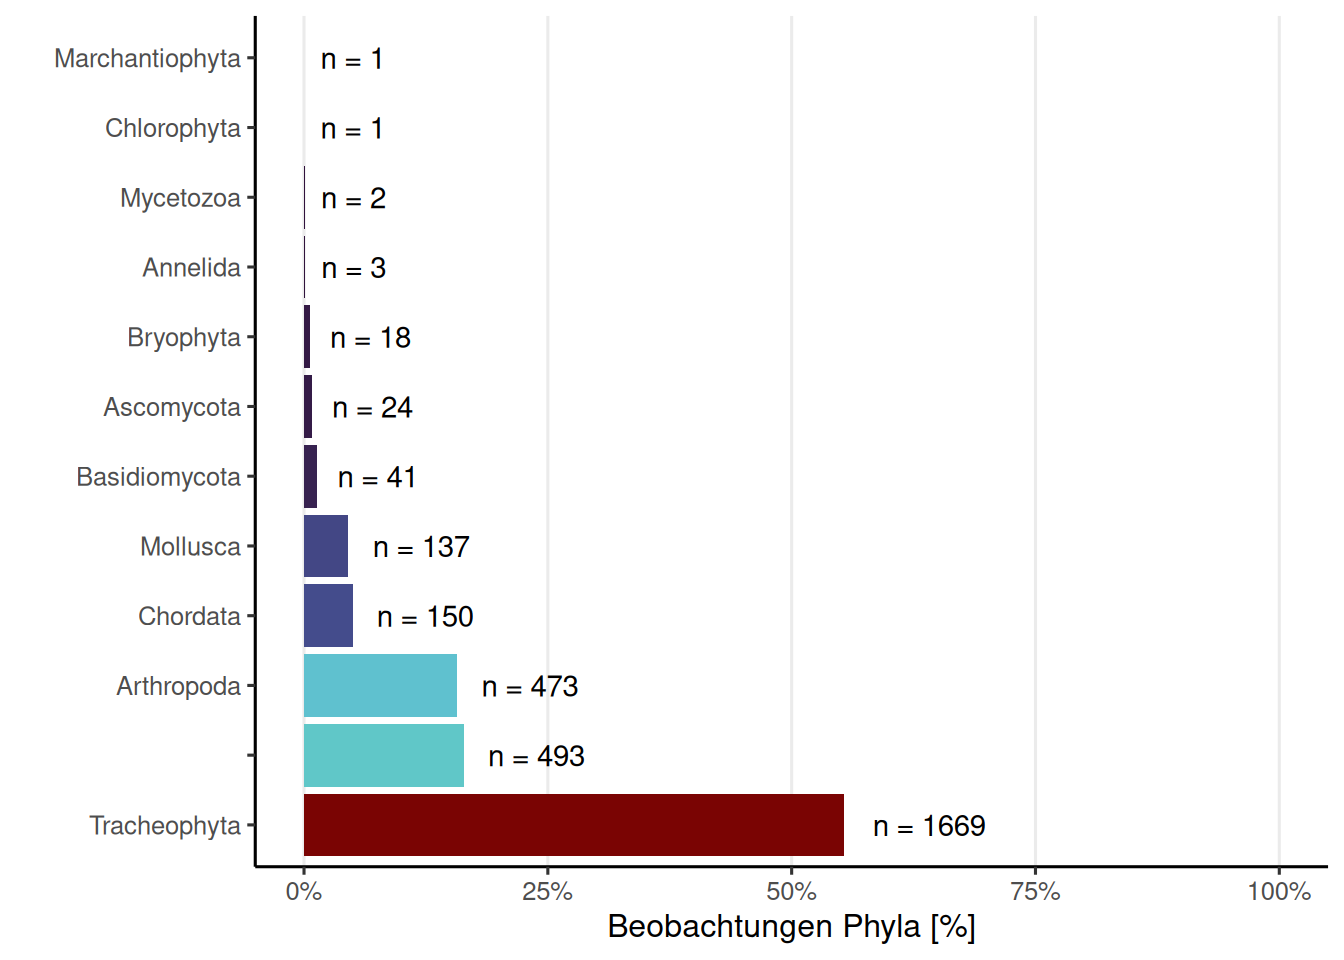 Marchantiophyta n = 1
Chlorophyta n = 1
Mycetozoa n = 2
Annelida n = 3
Bryophyta n = 18
Ascomycota n = 24
Basidiomycota n = 41
Mollusca n = 137
Chordata n = 150
Arthropoda n = 473
n = 493
Tracheophyta n = 1669
0% 25% 50% 75% 100%
Beobachtungen Phyla [%]